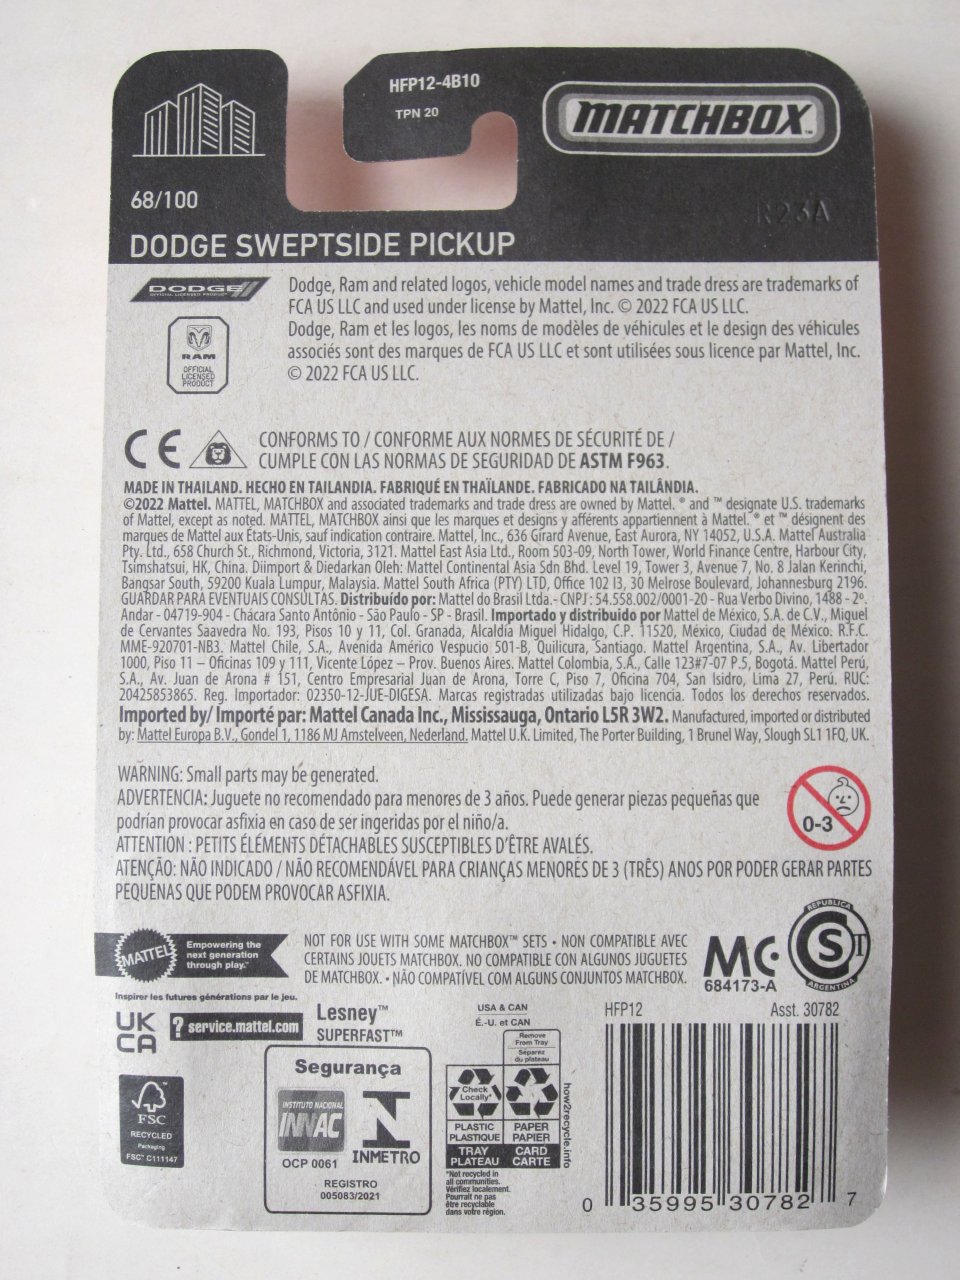 HFP12-4B10
TPN 20
MATCHBOX™
68/100
R23A
DODGE SWEPTSIDE PICKUP
DODGE
OFFICIAL LICENSED PRODUCT
Dodge, Ram and related logos, vehicle model names and trade dress are trademarks of
FCA US LLC and used under license by Mattel, Inc. © 2022 FCA US LLC.
Dodge, Ram et les logos, les noms de modèles de véhicules et le design des véhicules
associés sont des marques de FCA US LLC et sont utilisées sous licence par Mattel, Inc.
© 2022 FCA US LLC.
RAM
OFFICIAL
LICENSED
PRODUCT
CE
CONFORMS TO / CONFORME AUX NORMES DE SÉCURITÉ DE /
CUMPLE CON LAS NORMAS DE SEGURIDAD DE ASTM F963.
MADE IN THAILAND. HECHO EN TAILANDIA. FABRIQUÉ EN THAÏLANDE. FABRICADO NA TAILÂNDIA.
©2022 Mattel. MATTEL, MATCHBOX and associated trademarks and trade dress are owned by Mattel. ® and ™ designate U.S. trademarks
of Mattel, except as noted. MATTEL, MATCHBOX ainsi que les marques et designs y afférents appartiennent à Mattel. ® et ™ désignent des
marques de Mattel aux États-Unis, sauf indication contraire. Mattel, Inc., 636 Girard Avenue, East Aurora, NY 14052, U.S.A. Mattel Australia
Pty. Ltd., 658 Church St., Richmond, Victoria, 3121. Mattel East Asia Ltd., Room 503-09, North Tower, World Finance Centre, Harbour City,
Tsimshatsui, HK, China. Diimport & Diedarkan Oleh: Mattel Continental Asia Sdn Bhd. Level 19, Tower 3, Avenue 7, No. 8 Jalan Kerinchi,
Bangsar South, 59200 Kuala Lumpur, Malaysia. Mattel South Africa (PTY) LTD, Office 102 I3, 30 Melrose Boulevard, Johannesburg 2196.
GUARDAR PARA EVENTUAIS CONSULTAS. Distribuído por: Mattel do Brasil Ltda.- CNPJ : 54.558.002/0001-20 - Rua Verbo Divino, 1488 - 2º.
Andar - 04719-904 - Chácara Santo Antônio - São Paulo - SP - Brasil. Importado y distribuido por Mattel de México, S.A. de C.V., Miguel
de Cervantes Saavedra No. 193, Pisos 10 y 11, Col. Granada, Alcaldía Miguel Hidalgo, C.P. 11520, México, Ciudad de México. R.F.C.
MME-920701-NB3. Mattel Chile, S.A., Avenida Américo Vespucio 501-B, Quilicura, Santiago. Mattel Argentina, S.A., Av. Libertador
1000, Piso 11 – Oficinas 109 y 111, Vicente López – Prov. Buenos Aires. Mattel Colombia, S.A., Calle 123#7-07 P.5, Bogotá. Mattel Perú,
S.A., Av. Juan de Arona # 151, Centro Empresarial Juan de Arona, Torre C, Piso 7, Oficina 704, San Isidro, Lima 27, Perú. RUC:
20425853865. Reg. Importador: 02350-12-JUE-DIGESA. Marcas registradas utilizadas bajo licencia. Todos los derechos reservados.
Imported by/ Importé par: Mattel Canada Inc., Mississauga, Ontario L5R 3W2. Manufactured, imported or distributed
by: Mattel Europa B.V., Gondel 1, 1186 MJ Amstelveen, Nederland. Mattel U.K. Limited, The Porter Building, 1 Brunel Way, Slough SL1 1FQ, UK.
WARNING: Small parts may be generated.
ADVERTENCIA: Juguete no recomendado para menores de 3 años. Puede generar piezas pequeñas que
podrían provocar asfixia en caso de ser ingeridas por el niño/a.
ATTENTION : PETITS ÉLÉMENTS DÉTACHABLES SUSCEPTIBLES D'ÊTRE AVALÉS.
ATENÇÃO: NÃO INDICADO / NÃO RECOMENDÁVEL PARA CRIANÇAS MENORES DE 3 (TRÊS) ANOS POR PODER GERAR PARTES
PEQUENAS QUE PODEM PROVOCAR ASFIXIA.
0-3
MATTEL
Empowering the
next generation
through play.™
Inspirer les futures générations par le jeu.
NOT FOR USE WITH SOME MATCHBOX™ SETS • NON COMPATIBLE AVEC
CERTAINS JOUETS MATCHBOX. NO COMPATIBLE CON ALGUNOS JUGUETES
DE MATCHBOX. • NÃO COMPATÍVEL COM ALGUNS CONJUNTOS MATCHBOX.
MC
684173-A
REPUBLICA
S T
ARGENTINA
UK
CA
? service.mattel.com
Lesney™
SUPERFAST™
FSC
RECYCLED
Packaging
FSC™ C111147
Segurança
INSTITUTO NACIONAL
INNAC
OCP 0061
INMETRO
REGISTRO
005083/2021
USA & CAN
É.-U. et CAN
Remove
From Tray
Séparez
du plateau
Check
Locally*
PLASTIC
PLASTIQUE
TRAY
PLATEAU
PAPER
PAPIER
CARD
CARTE
how2recycle.info
*Not recycled in
all communities.
Vérifiez localement.
Pourrait ne pas
être recyclable
dans votre région.
HFP12 Asst. 30782
0 35995 30782 7